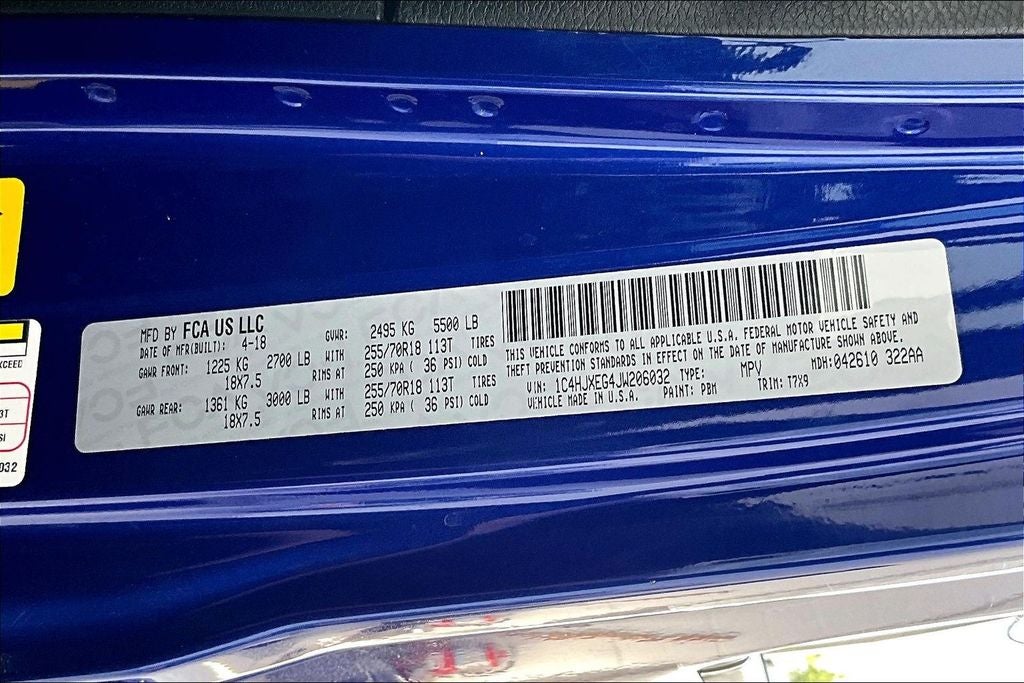 MFD BY FCA US LLC
DATE OF MFR(BUILT): 4-18
GVWR: 2495 KG 5500 LB
GAWR FRONT: 1225 KG 2700 LB WITH 255/70R18 113T TIRES
18X7.5 RIMS AT 250 KPA ( 36 PSI) COLD
GAWR REAR: 1361 KG 3000 LB WITH 255/70R18 113T TIRES
18X7.5 RIMS AT 250 KPA ( 36 PSI) COLD
THIS VEHICLE CONFORMS TO ALL APPLICABLE U.S.A. FEDERAL MOTOR VEHICLE SAFETY AND
THEFT PREVENTION STANDARDS IN EFFECT ON THE DATE OF MANUFACTURE SHOWN ABOVE.
VIN: 1C4HJXEG4JW206032 TYPE: MPV MDH:042610 322AA
VEHICLE MADE IN U.S.A. PAINT: PBM TRIM: T7X9
EXCEED
3T
SI
032